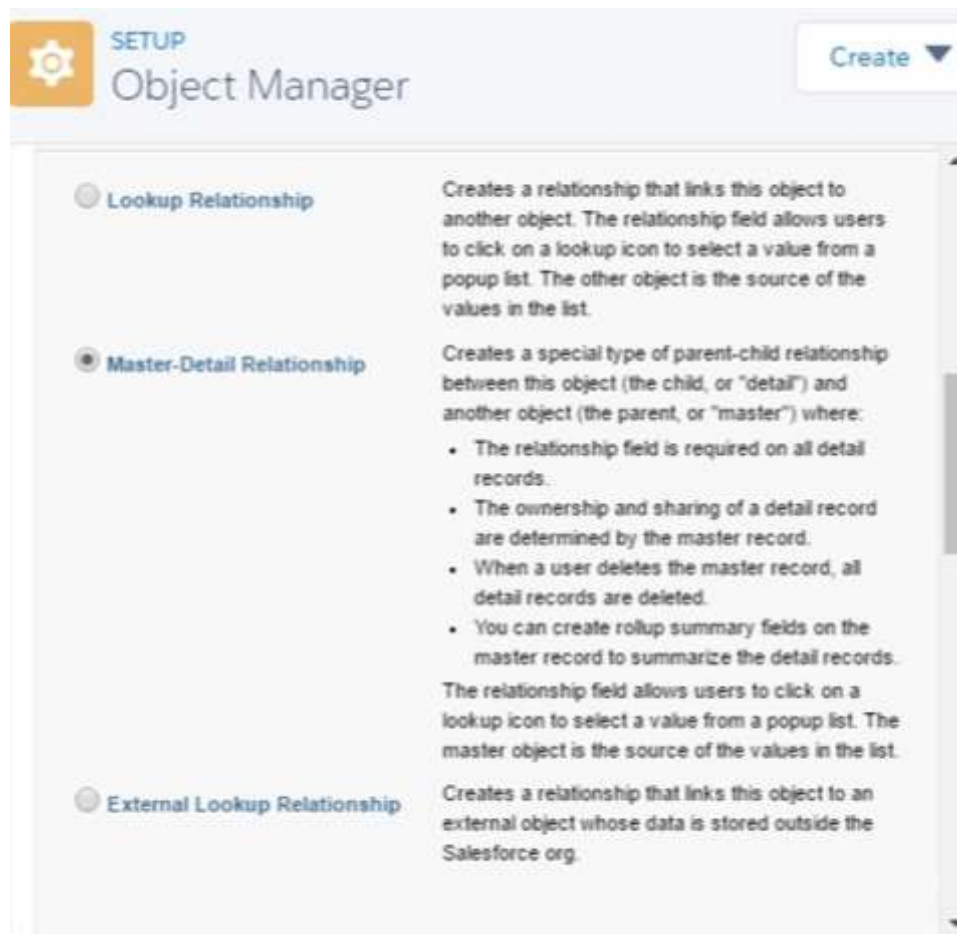 SETUP
Object Manager
Create
Lookup Relationship
Creates a relationship that links this object to
another object. The relationship field allows users
to click on a lookup icon to select a value from a
popup list. The other object is the source of the
values in the list.
Master-Detail Relationship
Creates a special type of parent-child relationship
between this object (the child, or "detail") and
another object (the parent, or "master") where:
• The relationship field is required on all detail
records.
• The ownership and sharing of a detail record
are determined by the master record.
• When a user deletes the master record, all
detail records are deleted.
• You can create rollup summary fields on the
master record to summarize the detail records.
The relationship field allows users to click on a
lookup icon to select a value from a popup list. The
master object is the source of the values in the list.
External Lookup Relationship
Creates a relationship that links this object to an
external object whose data is stored outside the
Salesforce org.